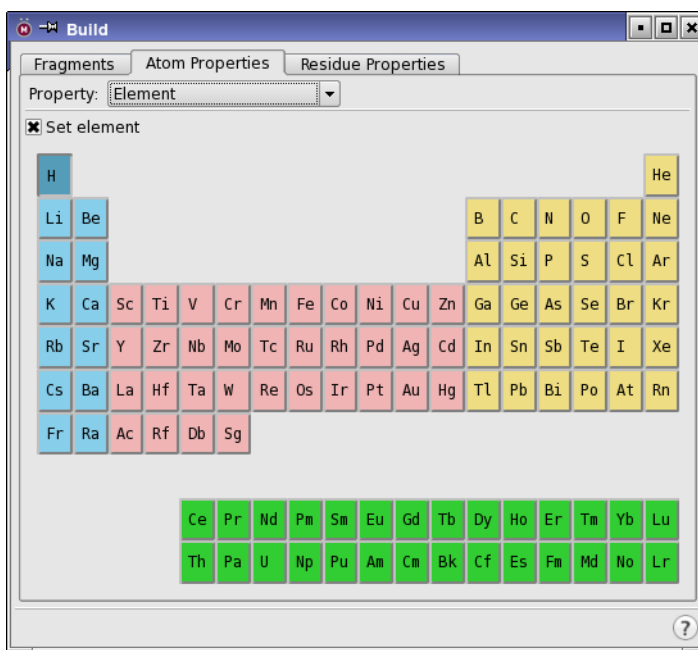 Build
Fragments Atom Properties Residue Properties
Property: Element
Set element
H He
Li Be B C N O F Ne
Na Mg Al Si P S Cl Ar
K Ca Sc Ti V Cr Mn Fe Co Ni Cu Zn Ga Ge As Se Br Kr
Rb Sr Y Zr Nb Mo Tc Ru Rh Pd Ag Cd In Sn Sb Te I Xe
Cs Ba La Hf Ta W Re Os Ir Pt Au Hg Tl Pb Bi Po At Rn
Fr Ra Ac Rf Db Sg
Ce Pr Nd Pm Sm Eu Gd Tb Dy Ho Er Tm Yb Lu
Th Pa U Np Pu Am Cm Bk Cf Es Fm Md No Lr
?